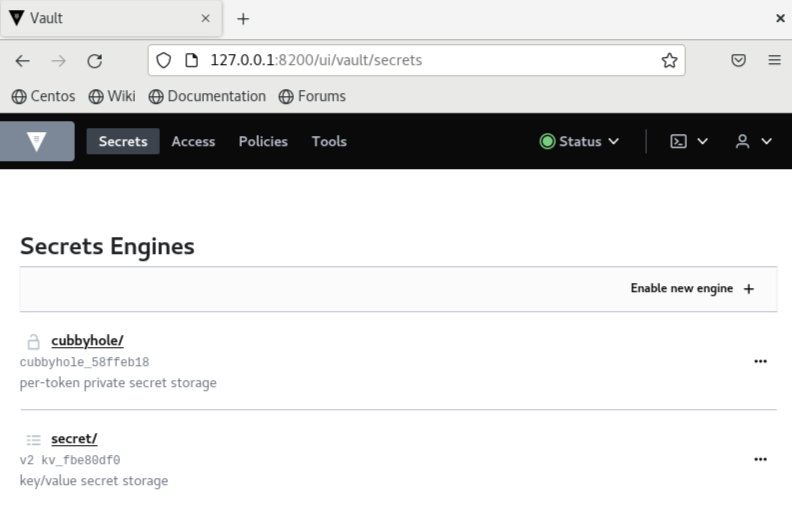 Vault
127.0.0.1:8200/ui/vault/secrets
Centos Wiki Documentation Forums
Secrets Access Policies Tools Status
Secrets Engines
Enable new engine +
cubbyhole/
cubbyhole_58ffeb18
per-token private secret storage
secret/
v2 kv_fbe80df0
key/value secret storage